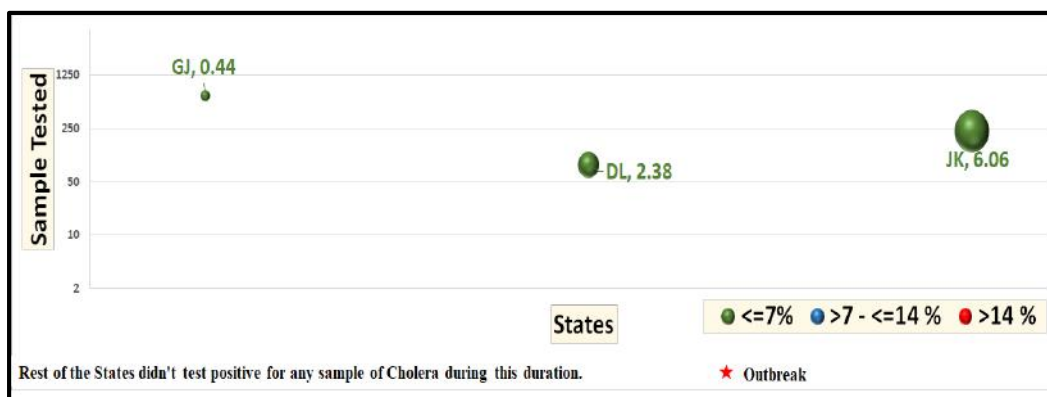 GJ, 0.44
1250
250
50
10
2
Sample Tested
DL, 2.38
JK, 6.06
States
<=7% >7 - <=14 % >14 %
Rest of the States didn't test positive for any sample of Cholera during this duration.
Outbreak